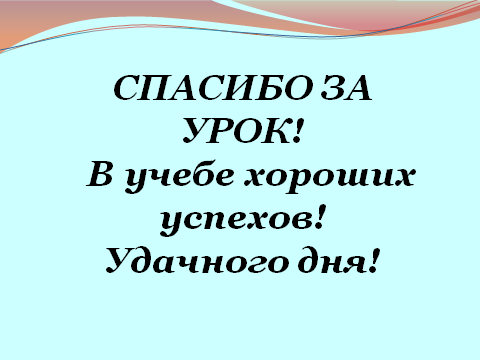 СПАСИБО ЗА
УРОК!
В учебе хороших
успехов!
Удачного дня!